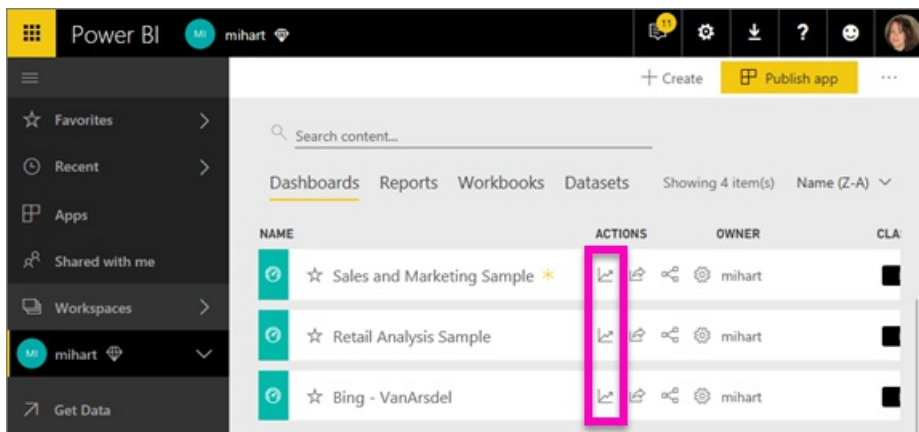 Power BI MI mihart 11 ?
+ Create Publish app ...
Favorites
Recent
Apps
Shared with me
Workspaces
MI mihart
Get Data
Search content...
Dashboards Reports Workbooks Datasets Showing 4 item(s) Name (Z-A)
NAME ACTIONS OWNER CLA
Sales and Marketing Sample mihart
Retail Analysis Sample mihart
Bing - VanArsdel mihart